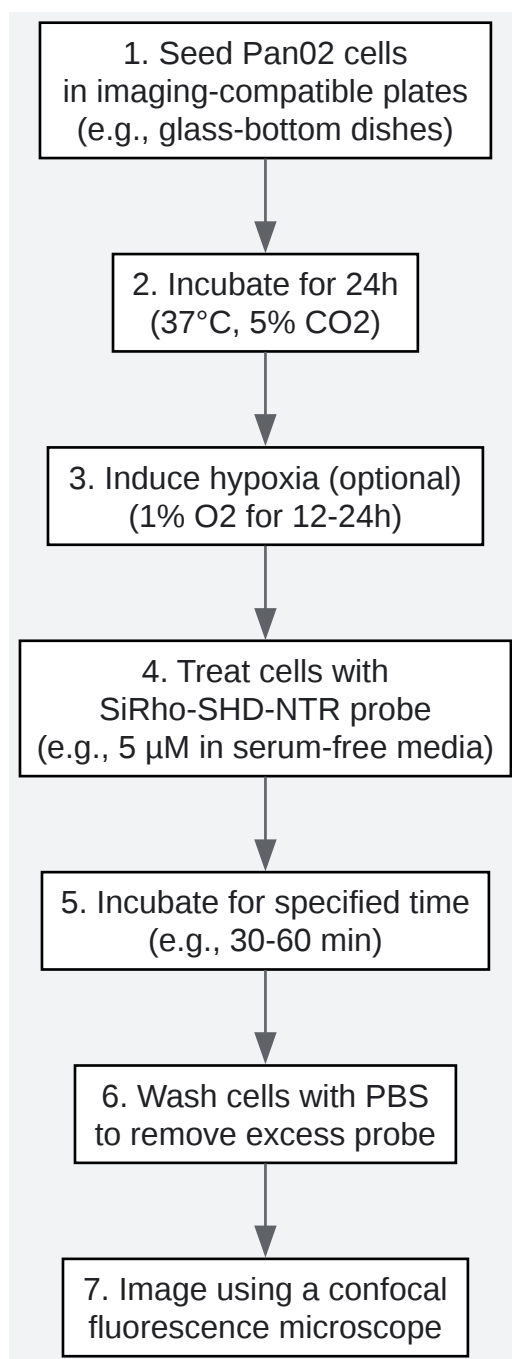 1. Seed Pan02 cells
in imaging-compatible plates
(e.g., glass-bottom dishes)
2. Incubate for 24h
(37°C, 5% CO2)
3. Induce hypoxia (optional)
(1% O2 for 12-24h)
4. Treat cells with
SiRho-SHD-NTR probe
(e.g., 5 µM in serum-free media)
5. Incubate for specified time
(e.g., 30-60 min)
6. Wash cells with PBS
to remove excess probe
7. Image using a confocal
fluorescence microscope